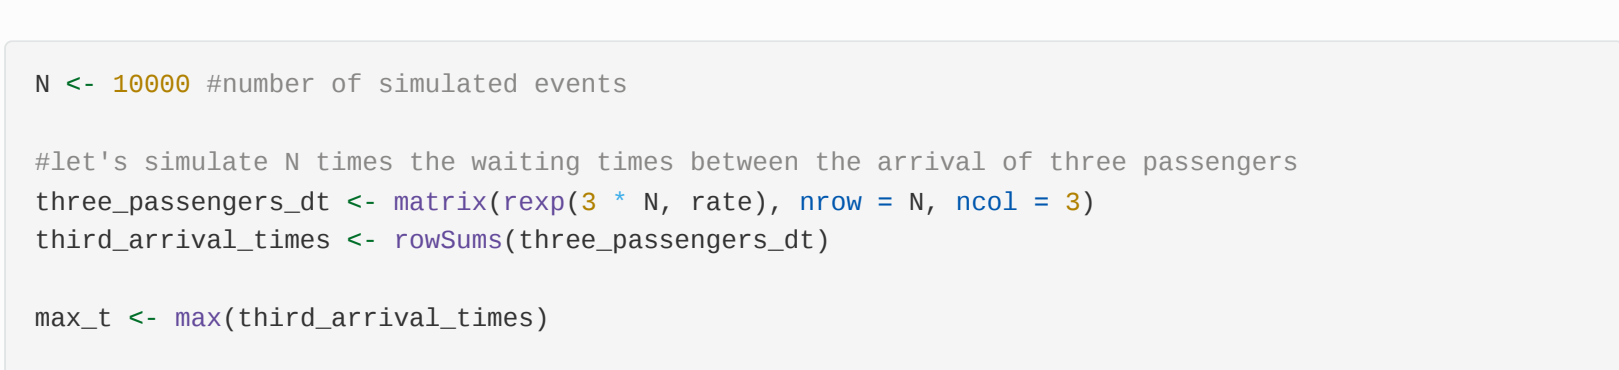 N <- 10000 #number of simulated events
#let's simulate N times the waiting times between the arrival of three passengers
three_passengers_dt <- matrix(rexp(3 * N, rate), nrow = N, ncol = 3)
third_arrival_times <- rowSums(three_passengers_dt)
max_t <- max(third_arrival_times)